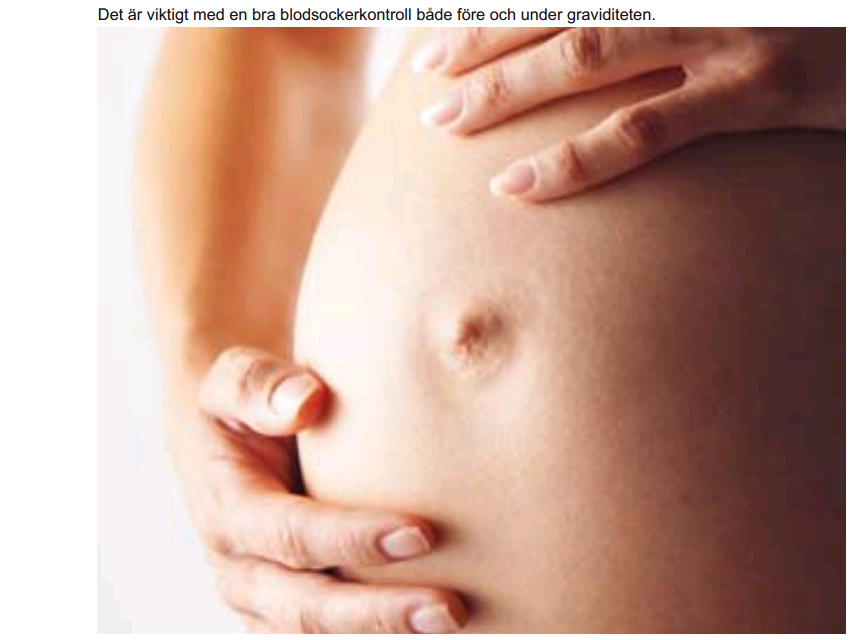 Det är viktigt med en bra blodsockerkontroll både före och under graviditeten.